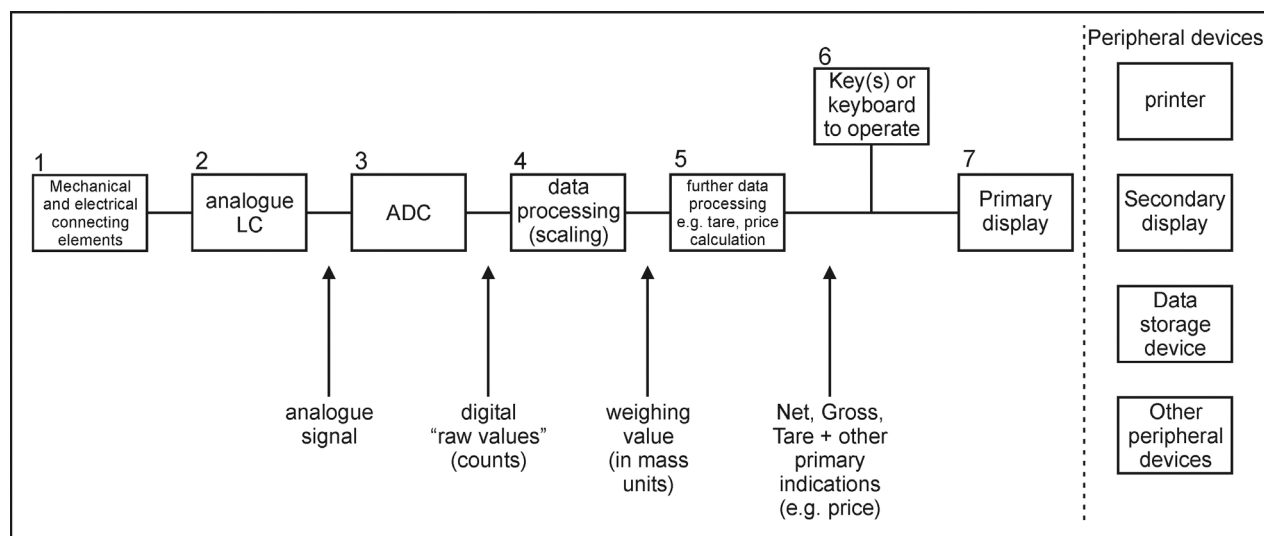 Peripheral devices
6
Key(s) or
keyboard
to operate
printer
1
Mechanical
and electrical
connecting
elements
2
analogue
LC
3
ADC
4
data
processing
(scaling)
5
further data
processing
e.g. tare, price
calculation
7
Primary
display
Secondary
display
Data
storage
device
Other
peripheral
devices
analogue
signal
digital
“raw values”
(counts)
weighing
value
(in mass
units)
Net, Gross,
Tare + other
primary
indications
(e.g. price)